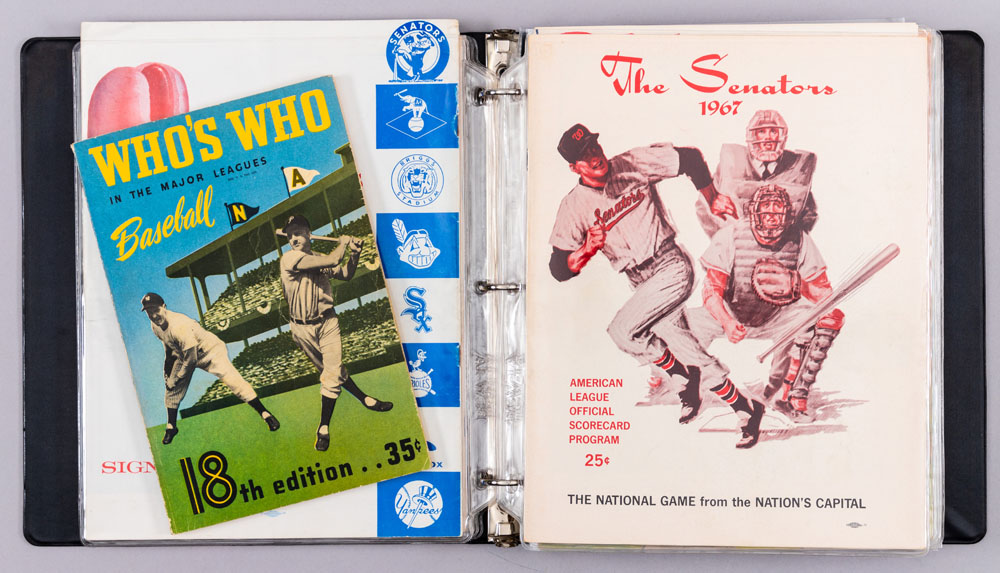 SENATORS
A
BRIGGS
STADIUM
SOX
SIGN
OX
Yankees
WHO'S WHO
IN THE MAJOR LEAGUES
Baseball
N
A
18th edition .. 35¢
The Senators
1967
W
Senators
AMERICAN
LEAGUE
OFFICIAL
SCORECARD
PROGRAM
25¢
THE NATIONAL GAME from the NATION'S CAPITAL